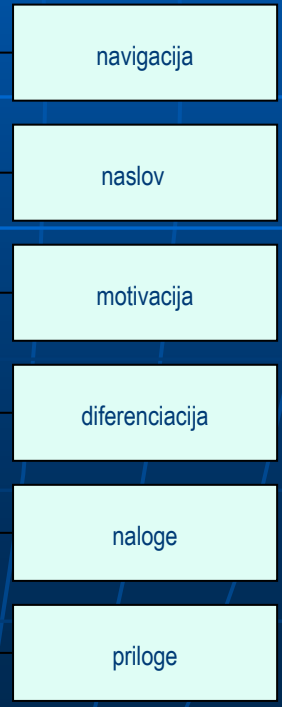 navigacija
naslov
motivacija
diferenciacija
naloge
priloge